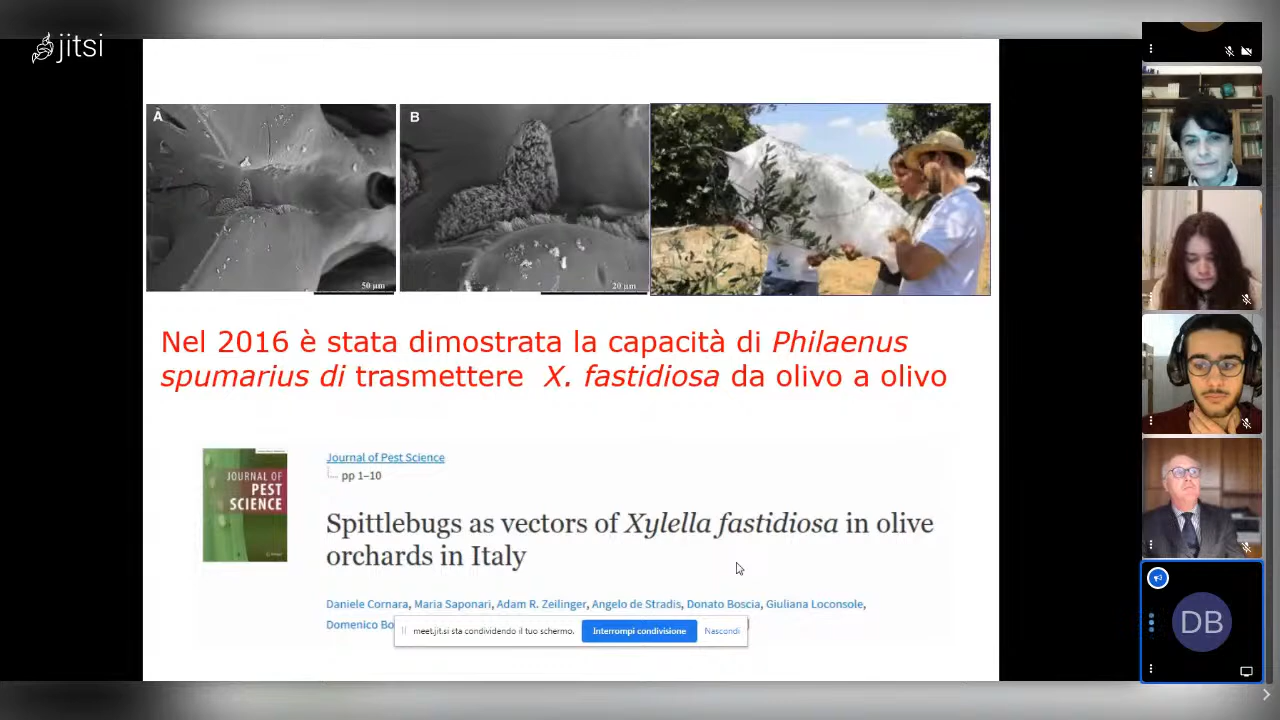 jitsi
A
B
50 µm
20 µm
Nel 2016 è stata dimostrata la capacità di Philaenus
spumarius di trasmettere X. fastidiosa da olivo a olivo
JOURNAL OF
PEST
SCIENCE
Journal of Pest Science
pp 1–10
Spittlebugs as vectors of Xylella fastidiosa in olive
orchards in Italy
Daniele Cornara, Maria Saponari, Adam R. Zeilinger, Angelo de Stradis, Donato Boscia, Giuliana Loconsole,
Domenico Bo
meet.jit.si sta condividendo il tuo schermo. Interrompi condivisione Nascondi
DB